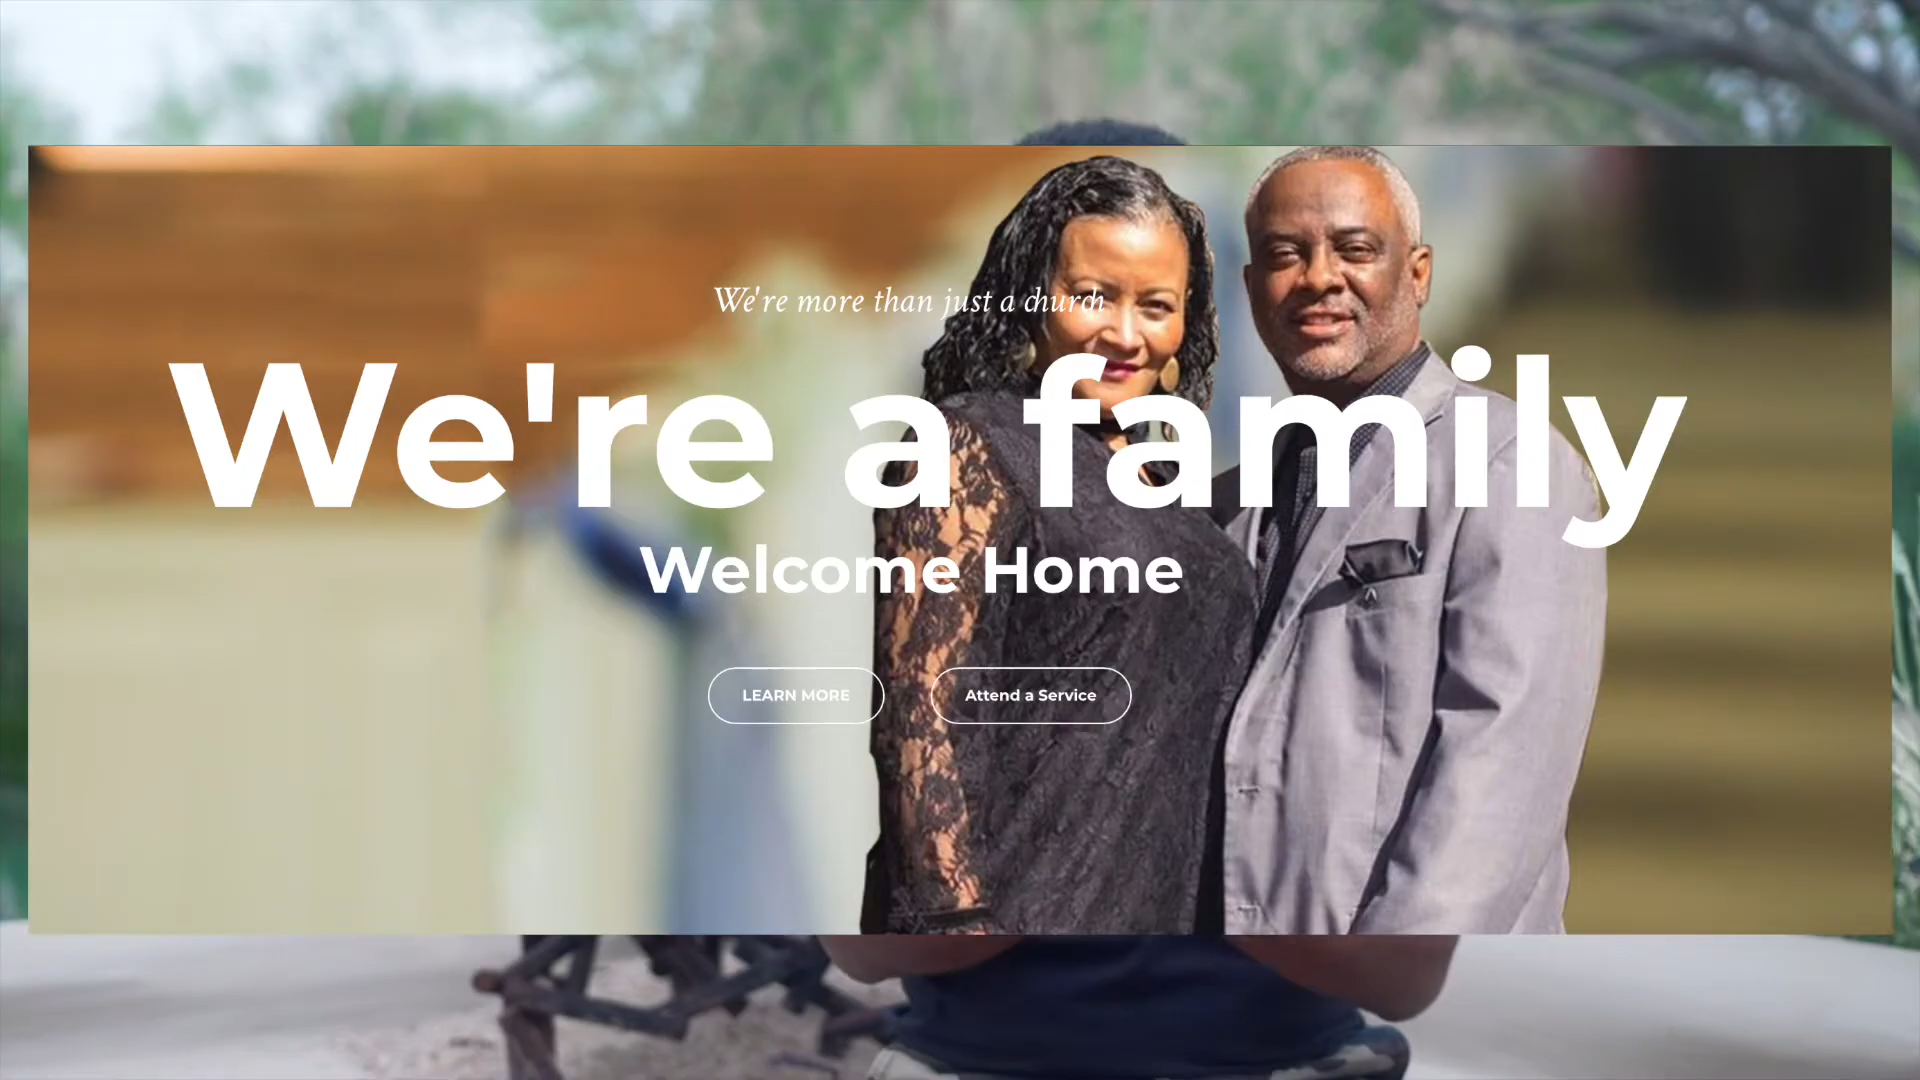 We're more than just a church
We're a family
Welcome Home
LEARN MORE
Attend a Service